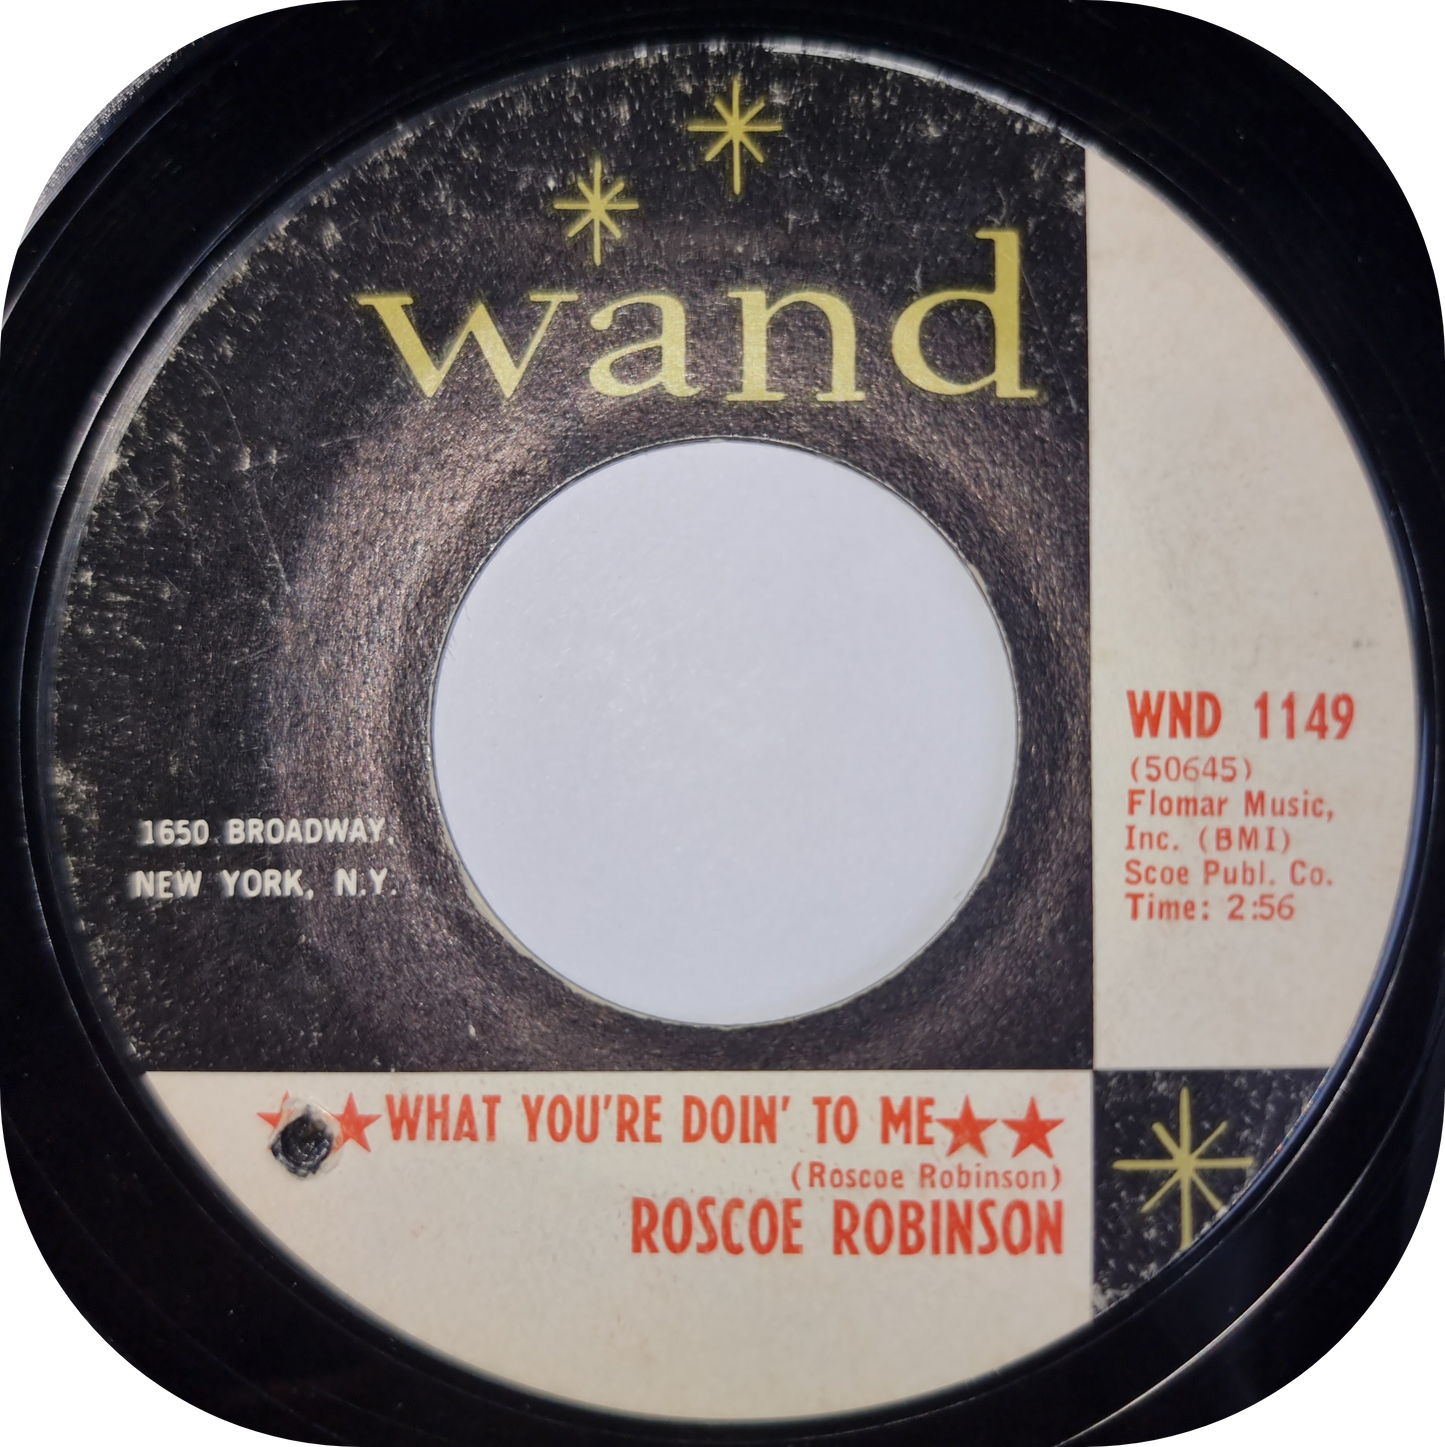 wand
1650 BROADWAY,
NEW YORK, N.Y.
WND 1149
(50645)
Flomar Music,
Inc. (BMI)
Scoe Publ. Co.
Time: 2:56
★★WHAT YOU'RE DOIN' TO ME★★
(Roscoe Robinson)
ROSCOE ROBINSON